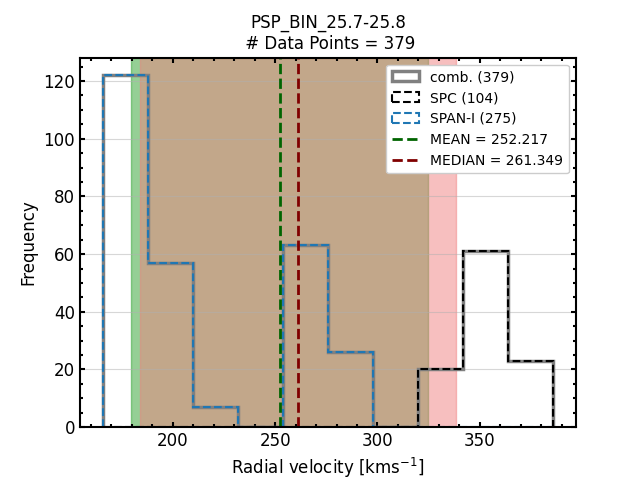 PSP_BIN_25.7-25.8
# Data Points = 379
comb. (379)
SPC (104)
SPAN-I (275)
MEAN = 252.217
MEDIAN = 261.349
Frequency
120
100
80
60
40
20
0
200 250 300 350
Radial velocity [kms⁻¹]